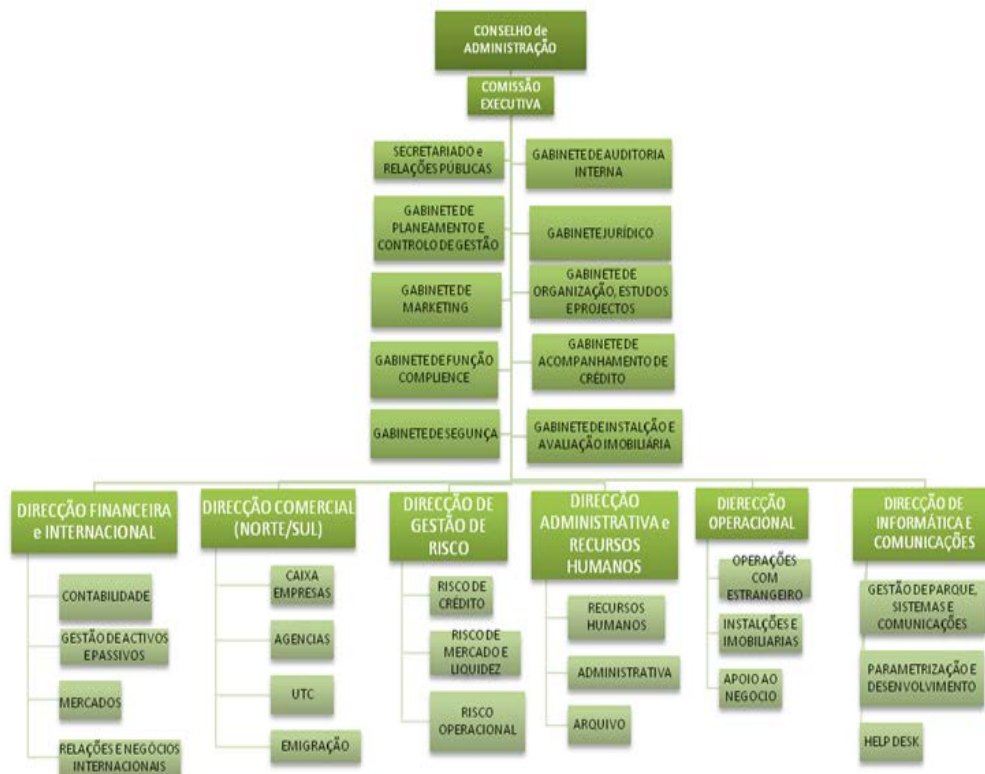 CONSELHO de
ADMINISTRAÇÃO
COMISSÃO
EXECUTIVA
SECRETARIADO e
RELAÇÕES PÚBLICAS
GABINETE DE AUDITORIA
INTERNA
GABINETE DE
PLANEAMENTO E
CONTROLO DE GESTÃO
GABINETE JURÍDICO
GABINETE DE
MARKETING
GABINETE DE
ORGANIZAÇÃO, ESTUDOS
E PROJECTOS
GABINETE DE FUNÇÃO
COMPLIENCE
GABINETE DE
ACOMPANHAMENTO DE
CRÉDITO
GABINETE DE SEGUNÇA
GABINETE DE INSTALÇÃO E
AVALIAÇÃO IMOBILIÁRIA
DIRECÇÃO FINANCEIRA
e INTERNACIONAL
CONTABILIDADE
GESTÃO DE ACTIVOS
E PASSIVOS
MERCADOS
RELAÇÕES E NEGÓCIOS
INTERNACIONAIS
DIRECÇÃO COMERCIAL
(NORTE/SUL)
CAIXA
EMPRESAS
AGENCIAS
UTC
EMIGRAÇÃO
DIRECÇÃO DE
GESTÃO DE
RISCO
RISCO DE
CRÉDITO
RISCO DE
MERCADO E
LIQUIDEZ
RISCO
OPERACIONAL
DIRECÇÃO
ADMINISTRATIVA e
RECURSOS
HUMANOS
RECURSOS
HUMANOS
ADMINISTRATIVA
ARQUIVO
DIERECÇÃO
OPERACIONAL
OPERAÇÕES
COM
ESTRANGEIRO
INSTALÇÕES E
IMOBILIARIAS
APOIO AO
NEGOCIO
DIRECÇÃO DE
INFORMÁTICA E
COMUNICAÇÕES
GESTÃO DE PARQUE,
SISTEMAS E
COMUNICAÇÕES
PARAMETRIZAÇÃO E
DESENVOLVIMENTO
HELP DESK